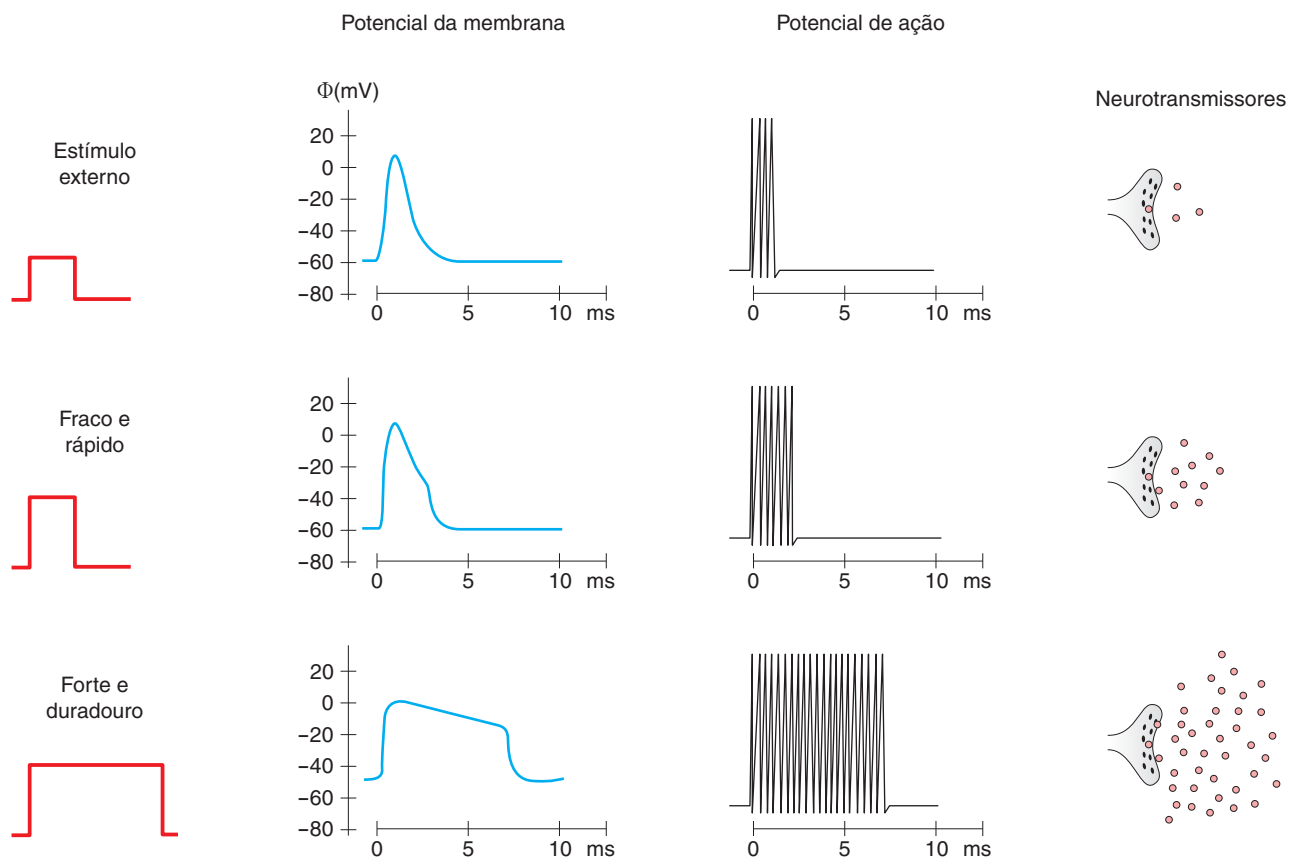 Potencial da membrana
Potencial de ação
Neurotransmissores
Estímulo
externo
Φ(mV)
20
0
−20
−40
−60
−80
0 5 10 ms
0 5 10 ms
Fraco e
rápido
20
0
−20
−40
−60
−80
0 5 10 ms
0 5 10 ms
Forte e
duradouro
20
0
−20
−40
−60
−80
0 5 10 ms
0 5 10 ms